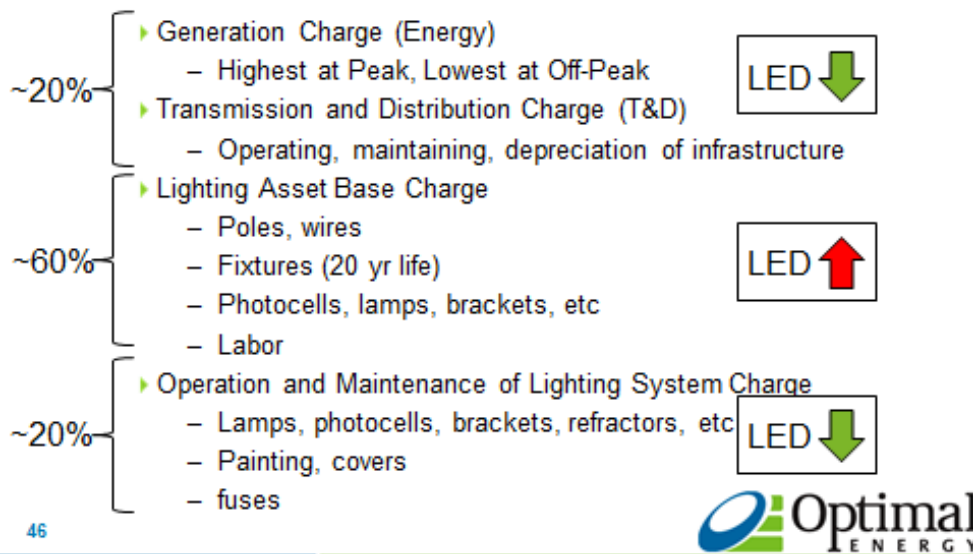 Generation Charge (Energy)
– Highest at Peak, Lowest at Off-Peak
~20%
LED
Transmission and Distribution Charge (T&D)
– Operating, maintaining, depreciation of infrastructure
Lighting Asset Base Charge
– Poles, wires
~60%
– Fixtures (20 yr life)
LED
– Photocells, lamps, brackets, etc
– Labor
Operation and Maintenance of Lighting System Charge
– Lamps, photocells, brackets, refractors, etc
~20%
LED
– Painting, covers
– fuses
46
Optimal
ENERGY